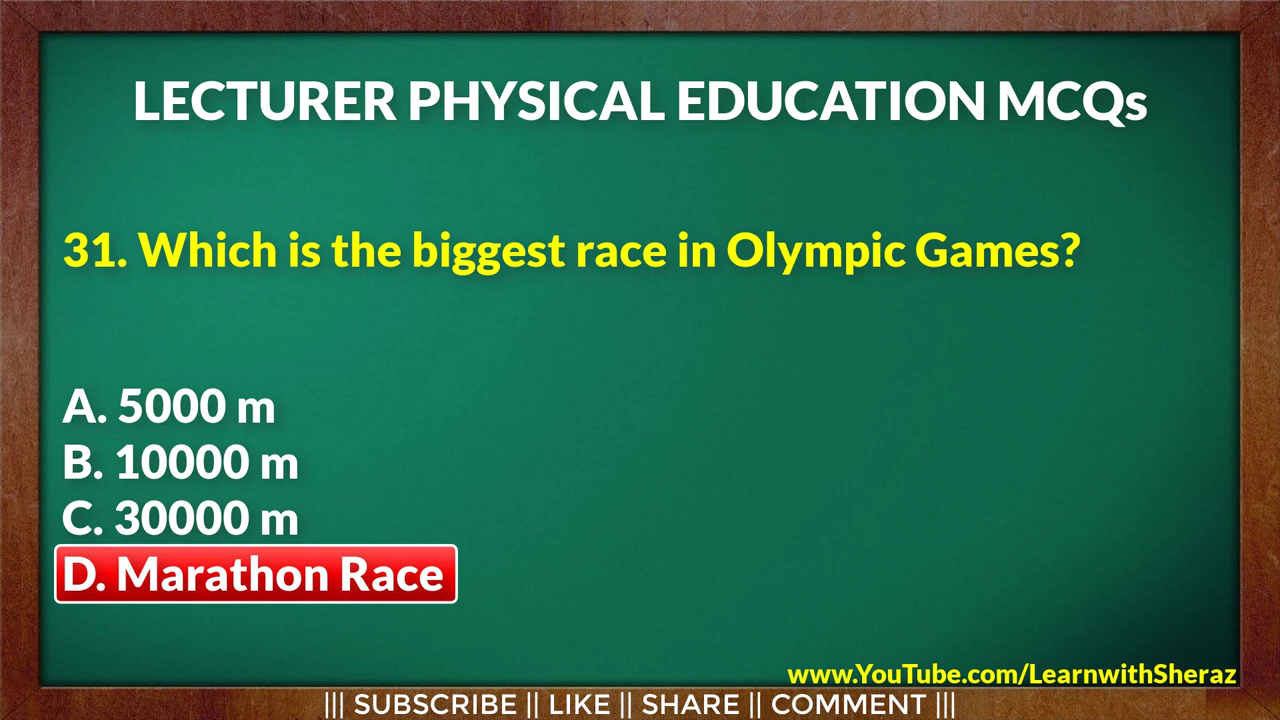 LECTURER PHYSICAL EDUCATION MCQs
31. Which is the biggest race in Olympic Games?
A. 5000 m
B. 10000 m
C. 30000 m
D. Marathon Race
www.YouTube.com/LearnwithSheraz
||| SUBSCRIBE || LIKE || SHARE || COMMENT |||